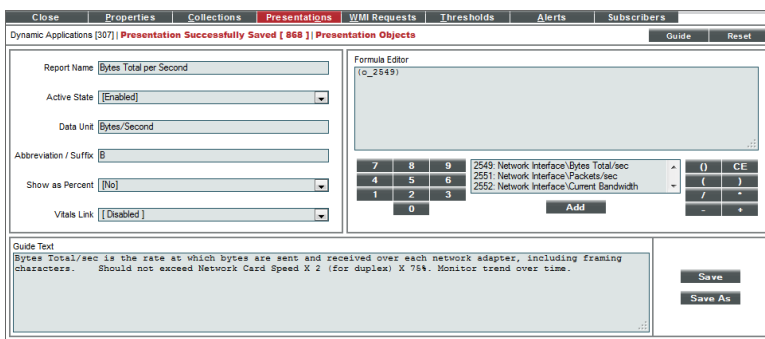 Close Properties Collections Presentations WMI Requests Thresholds Alerts Subscribers
Dynamic Applications [307] | Presentation Successfully Saved [ 868 ] | Presentation Objects Guide Reset
Report Name Bytes Total per Second
Active State [Enabled]
Data Unit Bytes/Second
Abbreviation / Suffix B
Show as Percent [No]
Vitals Link [ Disabled ]
Formula Editor
(o_2549)
7 8 9
4 5 6
1 2 3
0
2549: Network Interface\Bytes Total/sec
2551: Network Interface\Packets/sec
2552: Network Interface\Current Bandwidth
Add
() CE
( )
/ *
- +
Guide Text
Bytes Total/sec is the rate at which bytes are sent and received over each network adapter, including framing
characters. Should not exceed Network Card Speed X 2 (for duplex) X 75%. Monitor trend over time.
Save
Save As